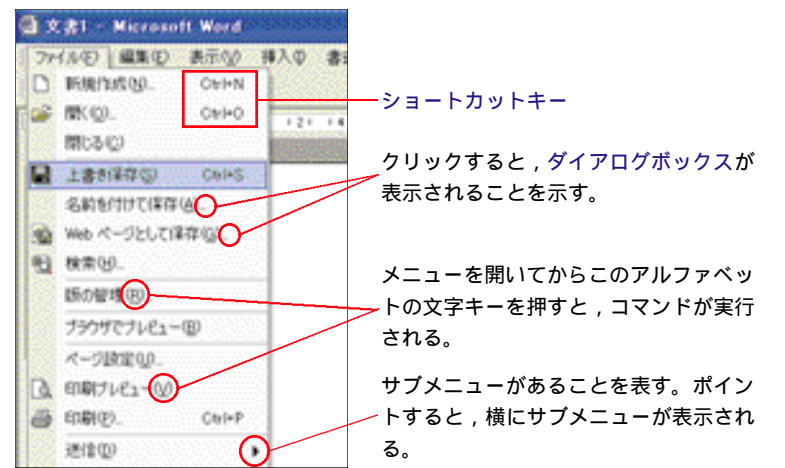 文書1 - Microsoft Word
ファイル(F) 編集(E) 表示(V) 挿入(I) 書式
新規作成(N)... Ctrl+N
開く(O)... Ctrl+O
閉じる(C)
上書き保存(S) Ctrl+S
名前を付けて保存(A)...
Web ページとして保存(G)...
検索(H)...
版の管理(R)
ブラウザでプレビュー(B)
ページ設定(U)...
印刷プレビュー(V)
印刷(P)... Ctrl+P
送信(D)
ショートカットキー
クリックすると，ダイアログボックスが
表示されることを示す。
メニューを開いてからこのアルファベッ
トの文字キーを押すと，コマンドが実行
される。
サブメニューがあることを表す。ポイン
トすると，横にサブメニューが表示され
る。